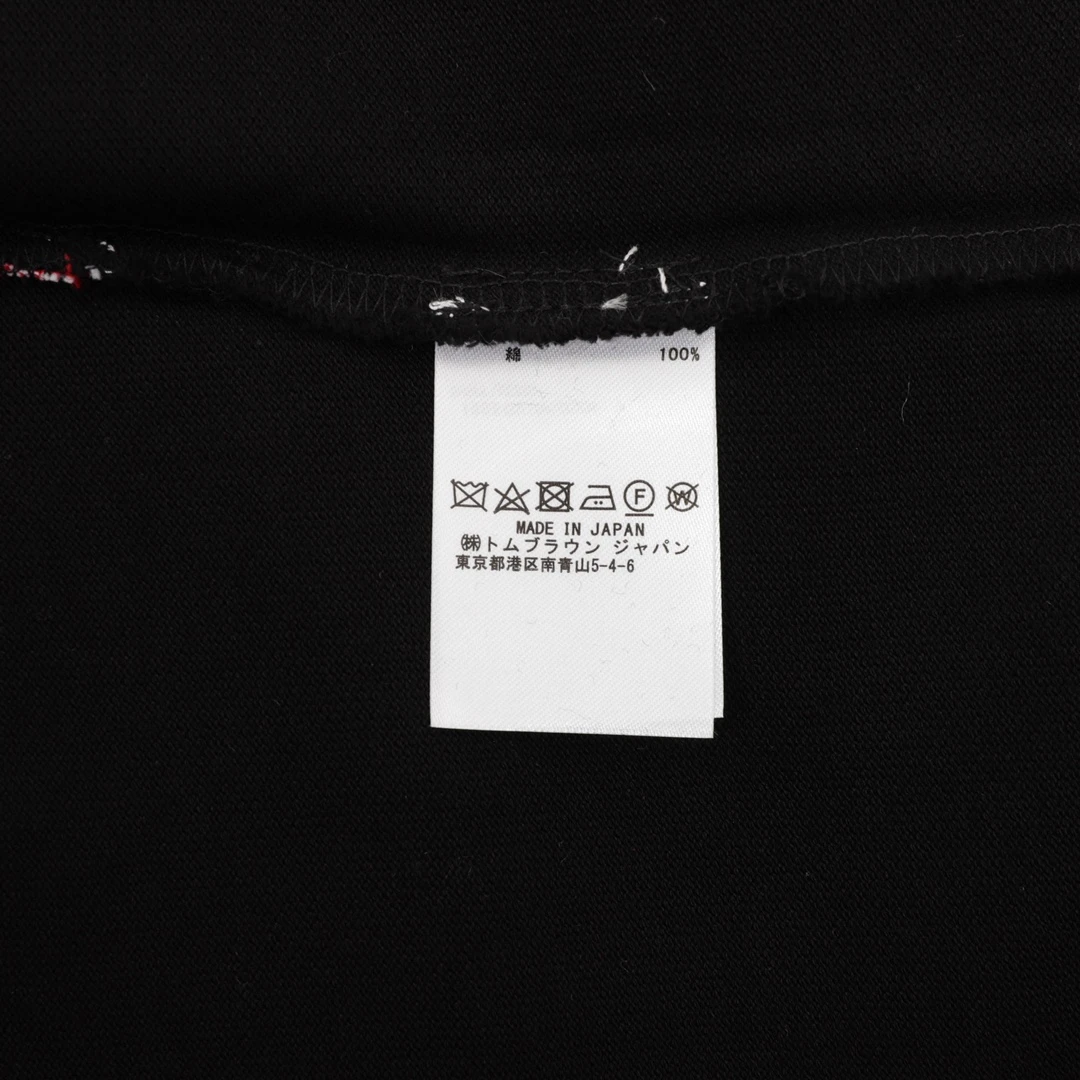 綿 100%
F W
MADE IN JAPAN
㈱トムブラウン ジャパン
東京都港区南青山5-4-6